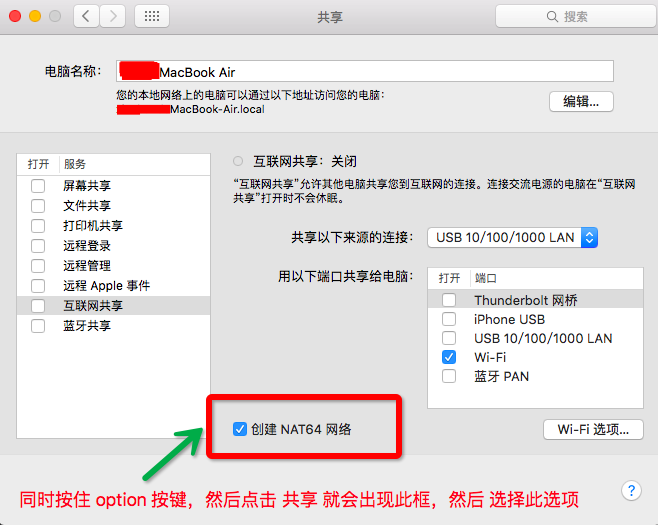 共享
搜索
电脑名称：
MacBook Air
您的本地网络上的电脑可以通过以下地址访问您的电脑：
MacBook-Air.local
编辑...
打开 服务
屏幕共享
文件共享
打印机共享
远程登录
远程管理
远程 Apple 事件
互联网共享
蓝牙共享
互联网共享：关闭
“互联网共享”允许其他电脑共享您到互联网的连接。连接交流电源的电脑在“互联网
共享”打开时不会休眠。
共享以下来源的连接：
USB 10/100/1000 LAN
用以下端口共享给电脑：
打开 端口
Thunderbolt 网桥
iPhone USB
USB 10/100/1000 LAN
Wi-Fi
蓝牙 PAN
创建 NAT64 网络
Wi-Fi 选项...
?
同时按住 option 按键，然后点击 共享 就会出现此框，然后 选择此选项